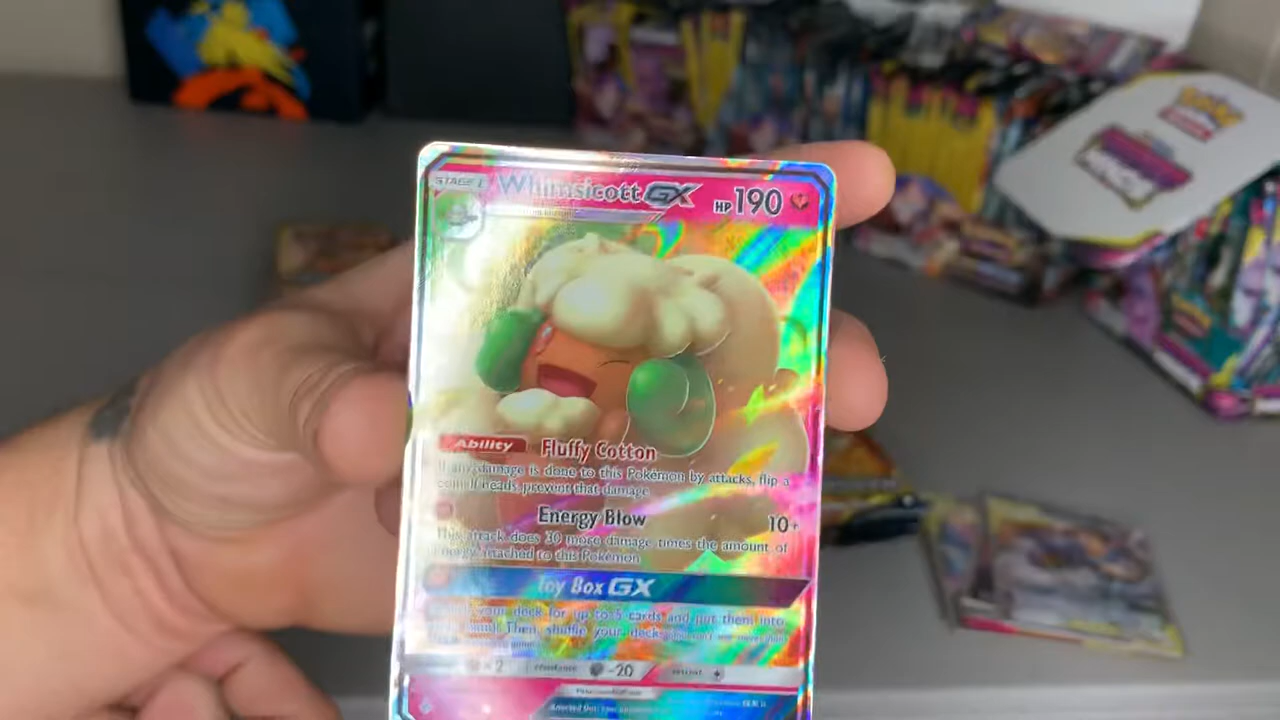 STAGE 1 Whimsicott GX HP 190
Ability Fluffy Cotton
If any damage is done to this Pokémon by attacks, flip a
coin. If heads, prevent that damage
Energy Blow 10+
This attack does 30 more damage times the amount of
Energy attached to this Pokémon
Toy Box GX
your deck for up to 5 cards and put them into
hand. Then, shuffle your deck.
×2 -20